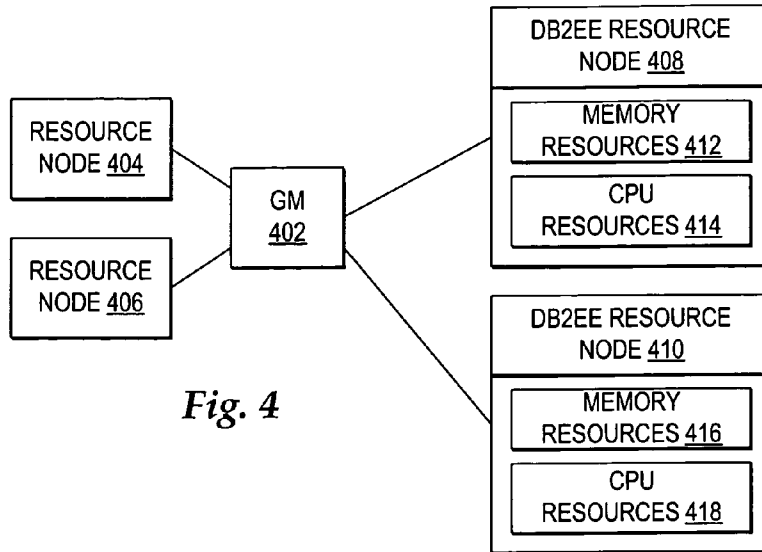 RESOURCE
NODE 404
RESOURCE
NODE 406
GM
402
DB2EE RESOURCE
NODE 408
MEMORY
RESOURCES 412
CPU
RESOURCES 414
DB2EE RESOURCE
NODE 410
MEMORY
RESOURCES 416
CPU
RESOURCES 418
Fig. 4